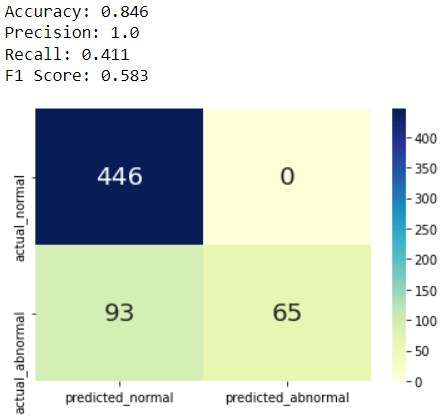 Accuracy: 0.846
Precision: 1.0
Recall: 0.411
F1 Score: 0.583
actual_normal
446
0
actual_abnormal
93
65
predicted_normal
predicted_abnormal
400
350
300
250
200
150
100
50
0